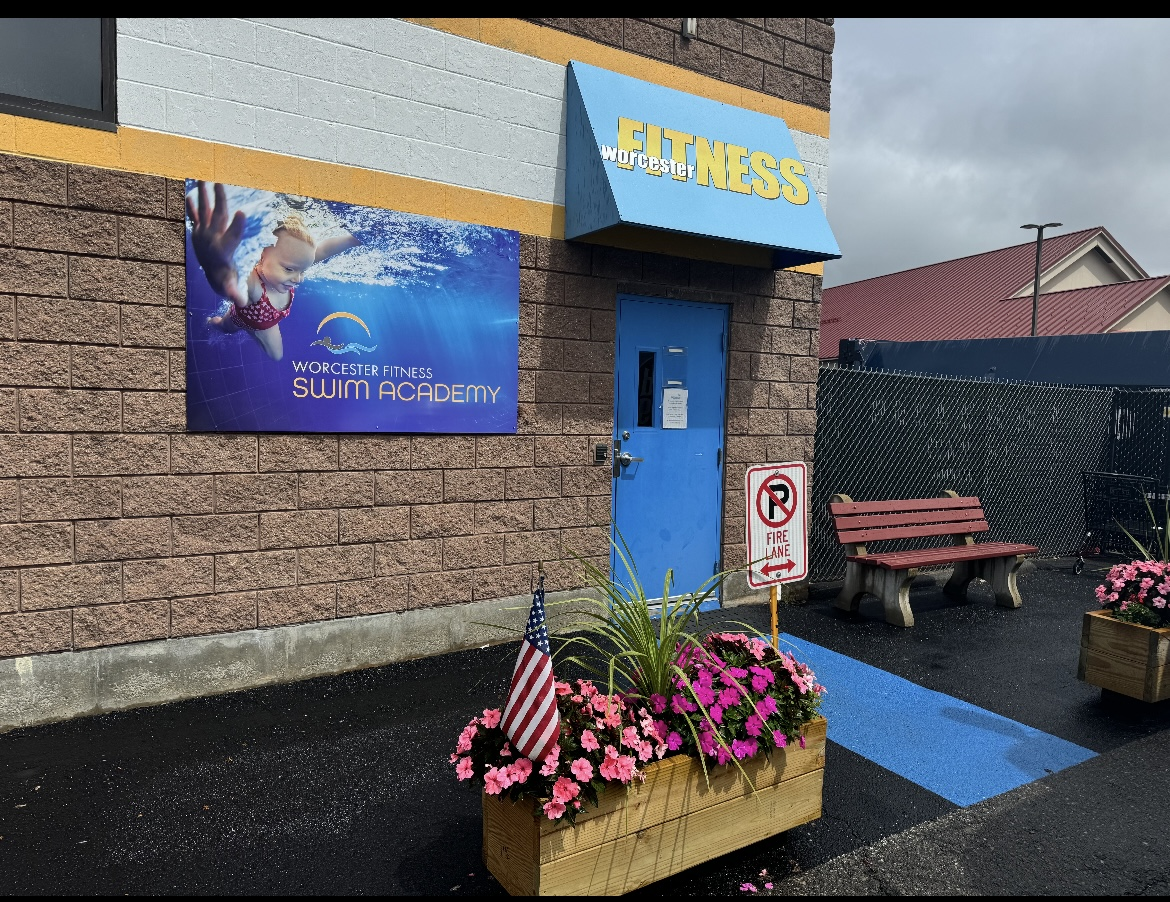 FITNESS
worcester
WORCESTER FITNESS
SWIM ACADEMY
P
FIRE
LANE